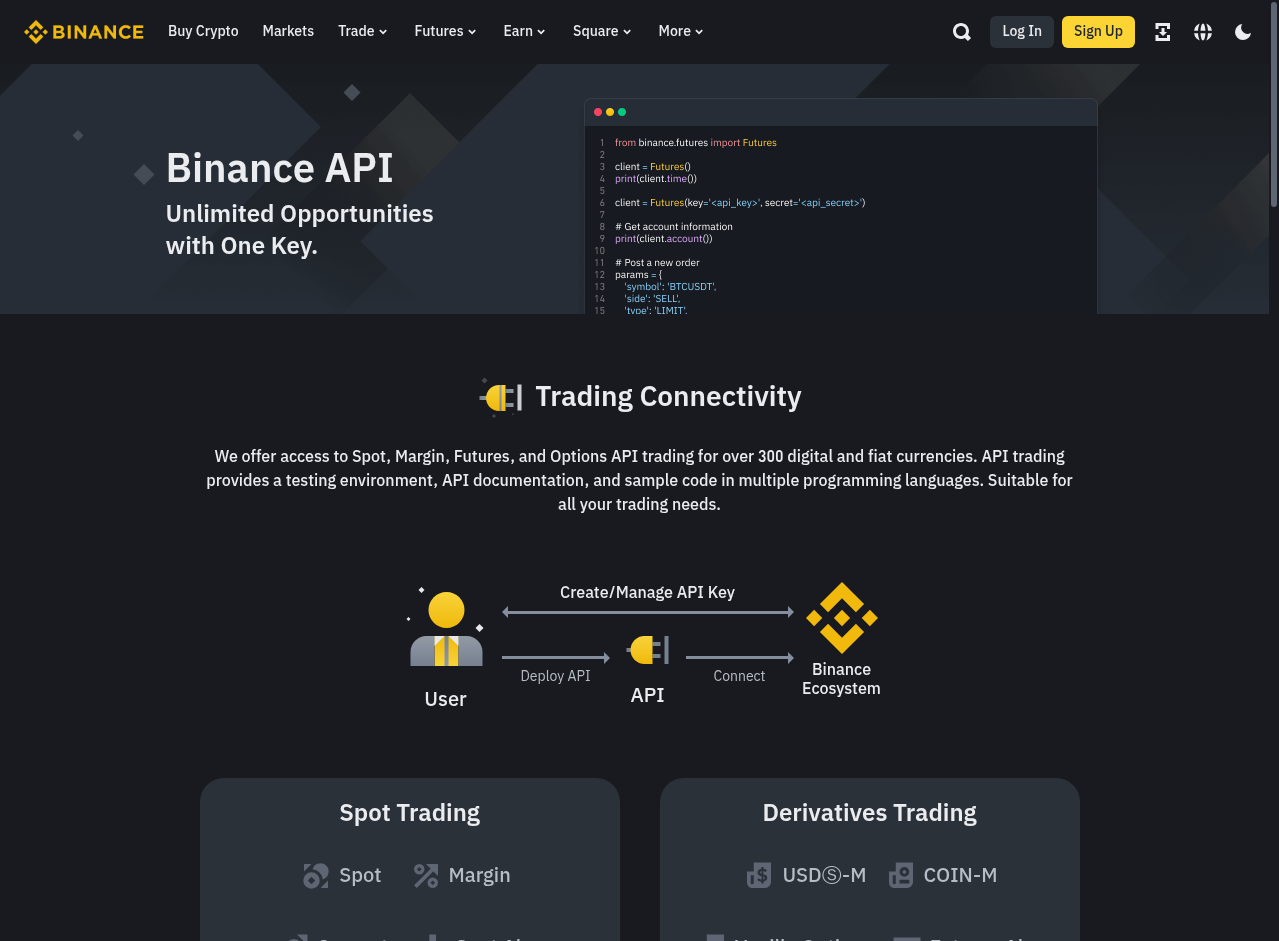 BINANCE
Buy Crypto
Markets
Trade
Futures
Earn
Square
More
Log In
Sign Up
Binance API
Unlimited Opportunities
with One Key.
1 from binance.futures import Futures
2
3 client = Futures()
4 print(client.time())
5
6 client = Futures(key='<api_key>', secret='<api_secret>')
7
8 # Get account information
9 print(client.account())
10
11 # Post a new order
12 params = {
13 'symbol': 'BTCUSDT',
14 'side': 'SELL',
15 'type': 'LIMIT',
Trading Connectivity
We offer access to Spot, Margin, Futures, and Options API trading for over 300 digital and fiat currencies. API trading
provides a testing environment, API documentation, and sample code in multiple programming languages. Suitable for
all your trading needs.
Create/Manage API Key
Deploy API
Connect
User
API
Binance
Ecosystem
Spot Trading
Spot
Margin
Derivatives Trading
USDⓈ-M
COIN-M